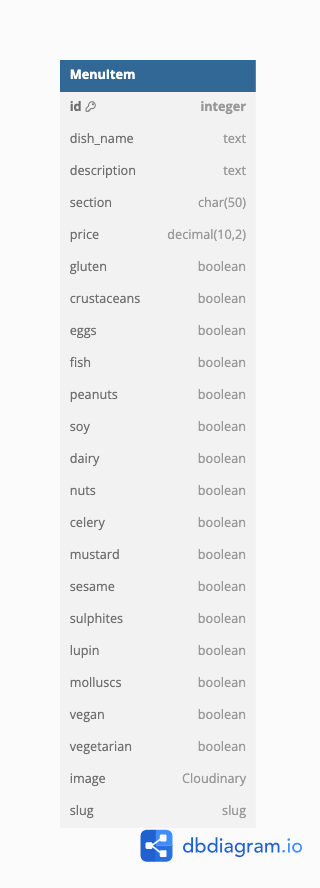 MenuItem
id integer
dish_name text
description text
section char(50)
price decimal(10,2)
gluten boolean
crustaceans boolean
eggs boolean
fish boolean
peanuts boolean
soy boolean
dairy boolean
nuts boolean
celery boolean
mustard boolean
sesame boolean
sulphites boolean
lupin boolean
molluscs boolean
vegan boolean
vegetarian boolean
image Cloudinary
slug slug
dbdiagram.io